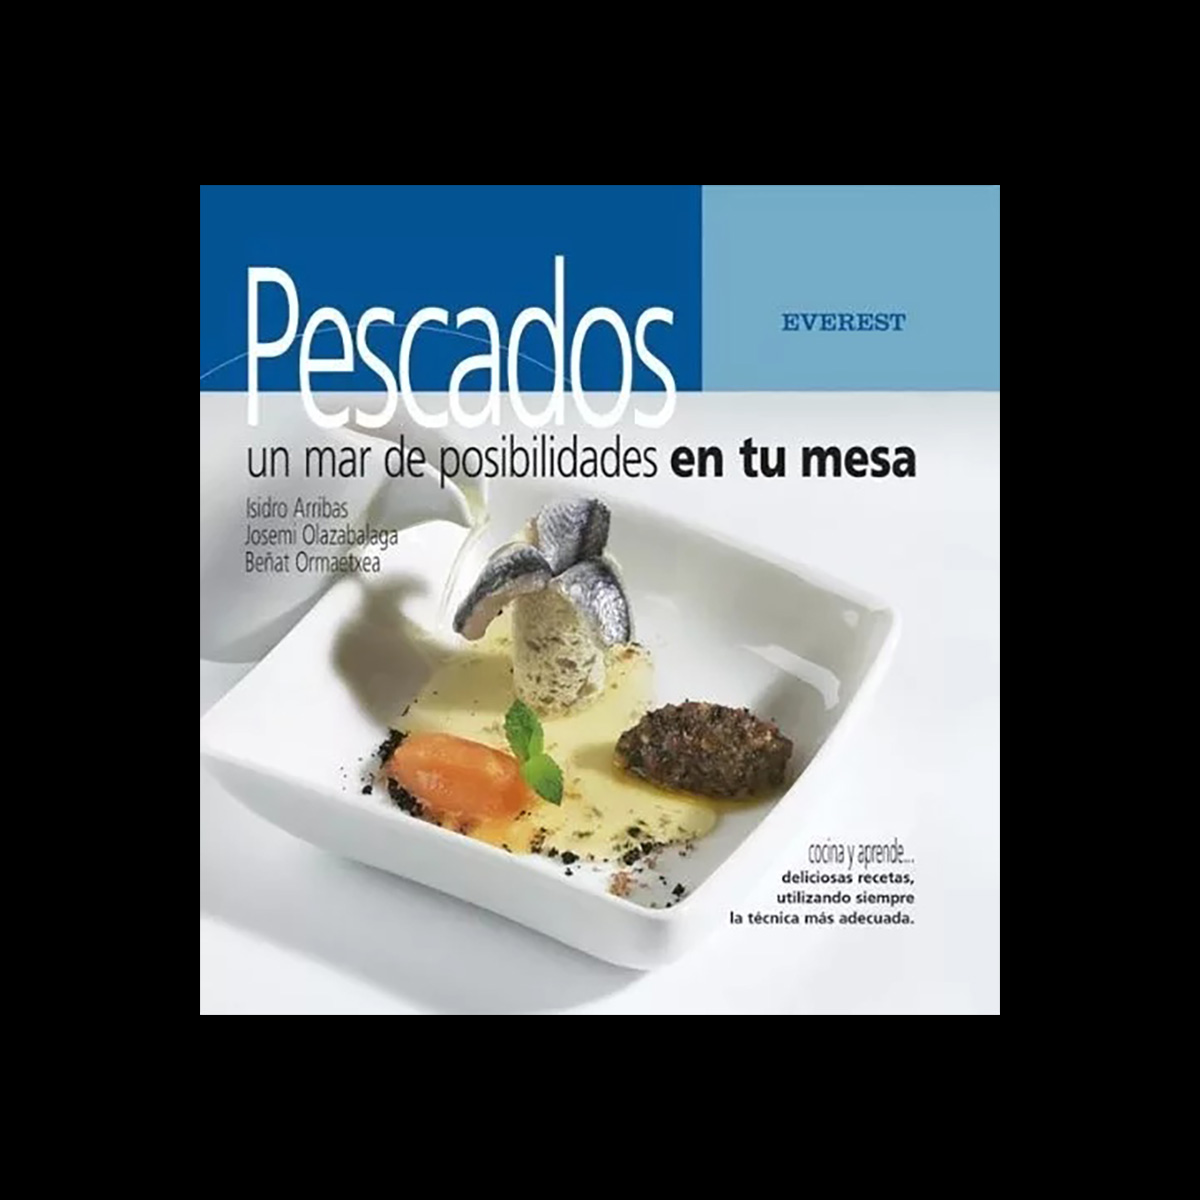 EVEREST
Pescados
un mar de posibilidades en tu mesa
Isidro Arribas
Josemi Olazabalaga
Beñat Ormaetxea
cocina y aprende...
deliciosas recetas,
utilizando siempre
la técnica más adecuada.